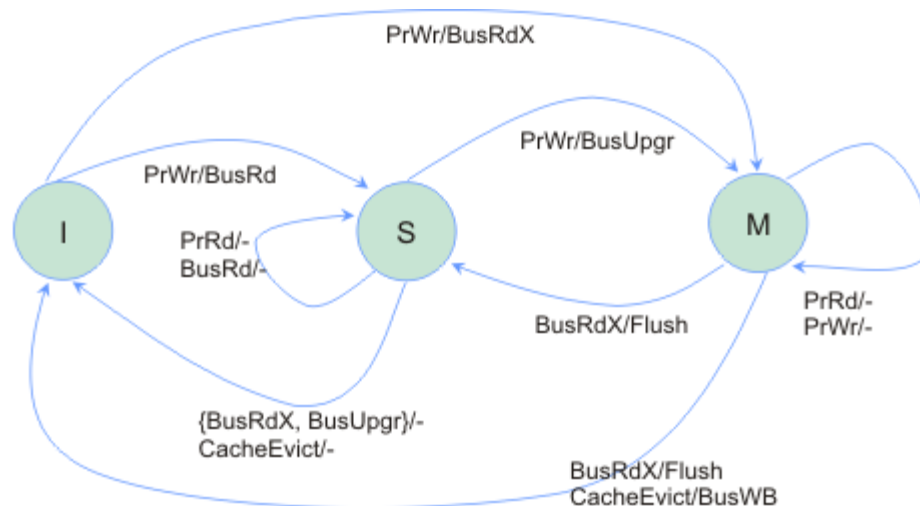 PrWr/BusRdX
PrWr/BusUpgr
PrWr/BusRd
I
S
M
PrRd/-
BusRd/-
PrRd/-
PrWr/-
BusRdX/Flush
{BusRdX, BusUpgr}/-
CacheEvict/-
BusRdX/Flush
CacheEvict/BusWB